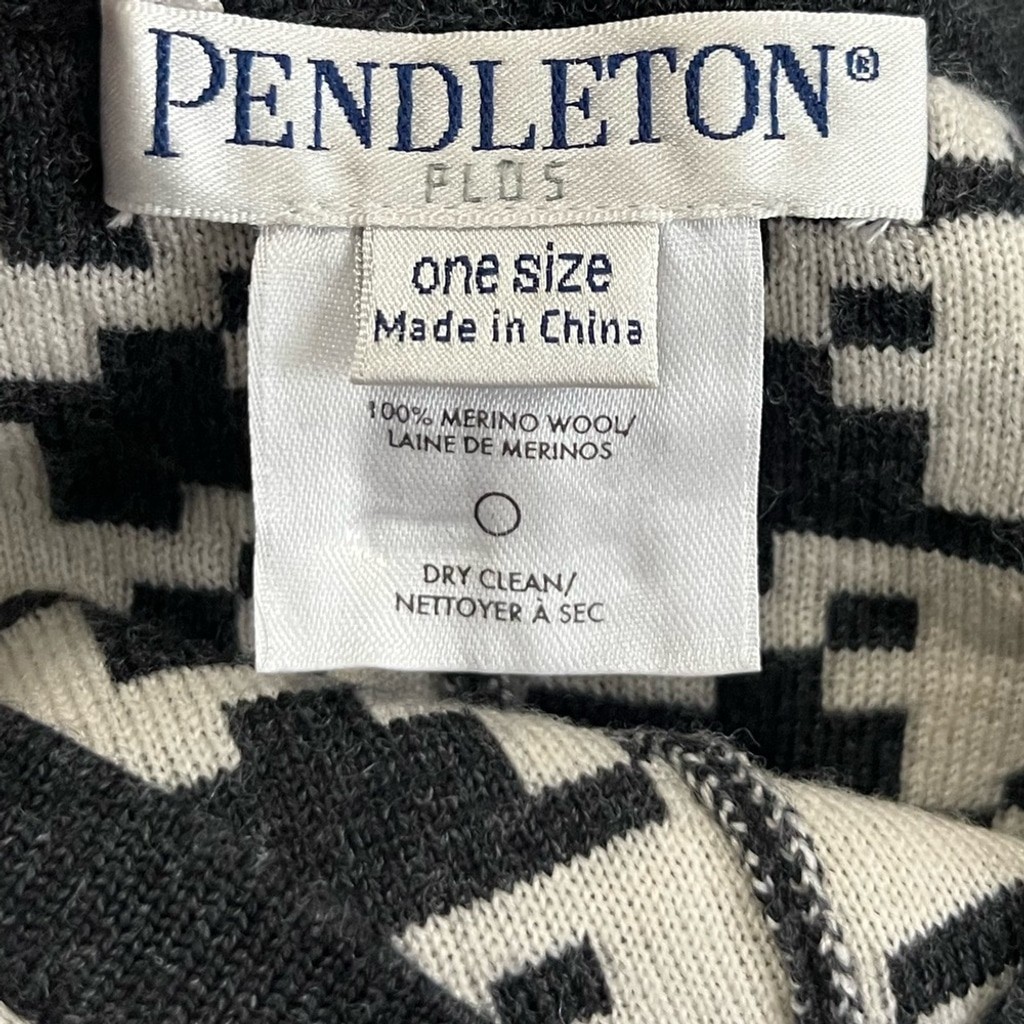 PENDLETON®
PLUS
one size
Made in China
100% MERINO WOOL/
LAINE DE MERINOS
DRY CLEAN/
NETTOYER À SEC